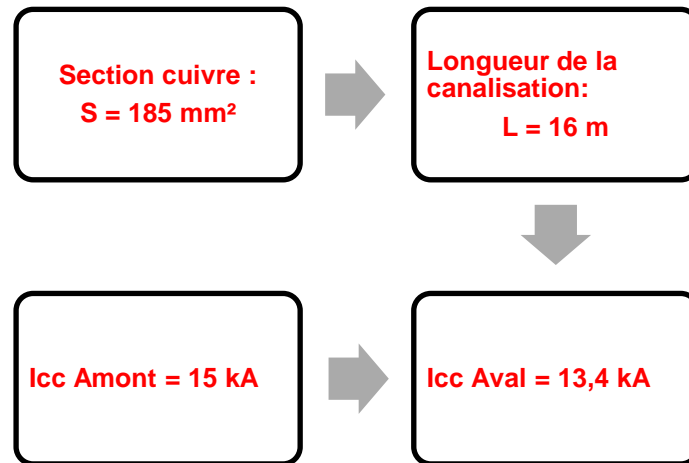 Section cuivre :
S = 185 mm²
Longueur de la
canalisation:
L = 16 m
Icc Amont = 15 kA
Icc Aval = 13,4 kA